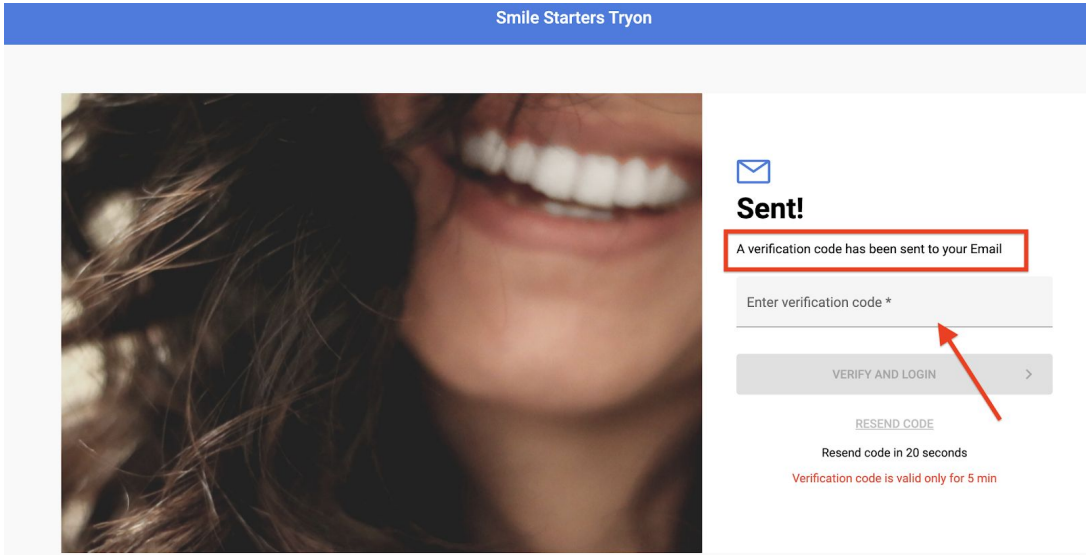 Smile Starters Tryon
Sent!
A verification code has been sent to your Email
Enter verification code *
VERIFY AND LOGIN
RESEND CODE
Resend code in 20 seconds
Verification code is valid only for 5 min